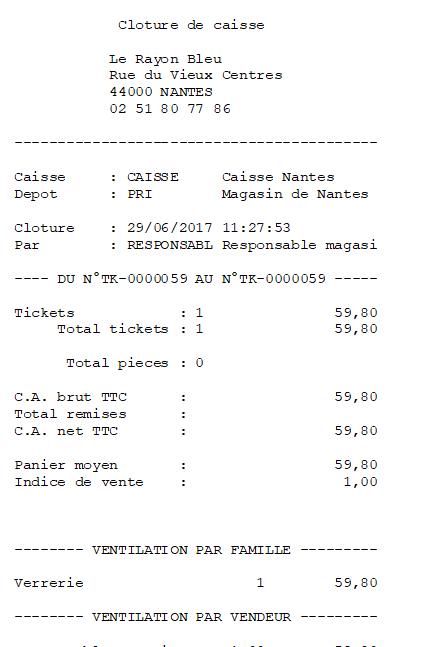 Cloture de caisse
Le Rayon Bleu
Rue du Vieux Centres
44000 NANTES
02 51 80 77 86
-------------------------------------------
Caisse : CAISSE Caisse Nantes
Depot : PRI Magasin de Nantes
Cloture : 29/06/2017 11:27:53
Par : RESPONSABL Responsable magasi
---- DU N°TK-0000059 AU N°TK-0000059 -----
Tickets : 1 59,80
Total tickets : 1 59,80
Total pieces : 0
C.A. brut TTC : 59,80
Total remises :
C.A. net TTC : 59,80
Panier moyen : 59,80
Indice de vente : 1,00
-------- VENTILATION PAR FAMILLE ---------
Verrerie 1 59,80
-------- VENTILATION PAR VENDEUR ---------